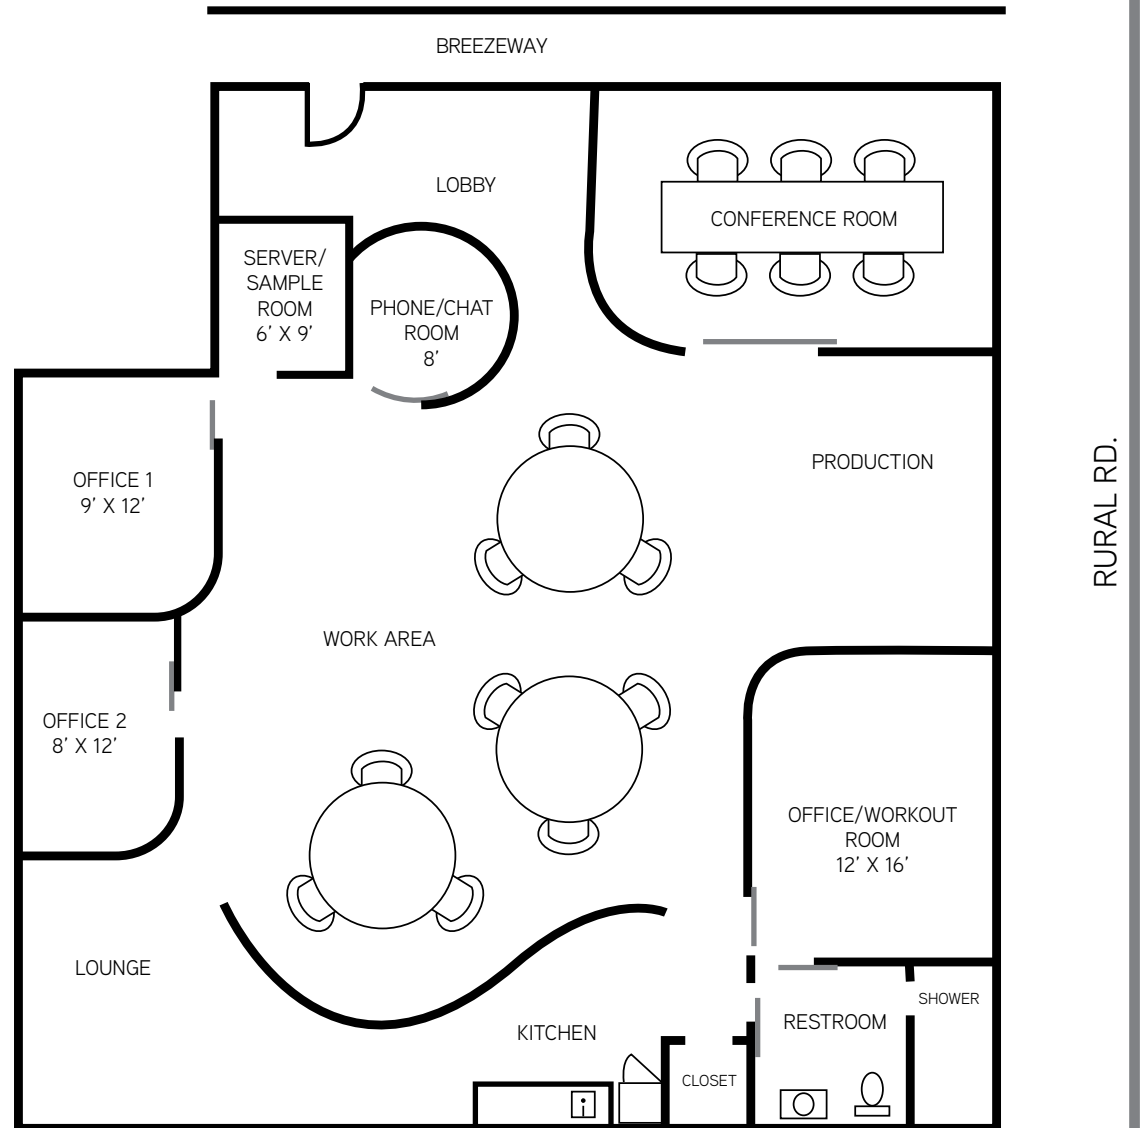 BREEZEWAY
LOBBY
CONFERENCE ROOM
SERVER/
SAMPLE
ROOM
6’ X 9’
PHONE/CHAT
ROOM
8’
OFFICE 1
9’ X 12’
PRODUCTION
RURAL RD.
WORK AREA
OFFICE 2
8’ X 12’
OFFICE/WORKOUT
ROOM
12’ X 16’
LOUNGE
SHOWER
RESTROOM
KITCHEN
CLOSET